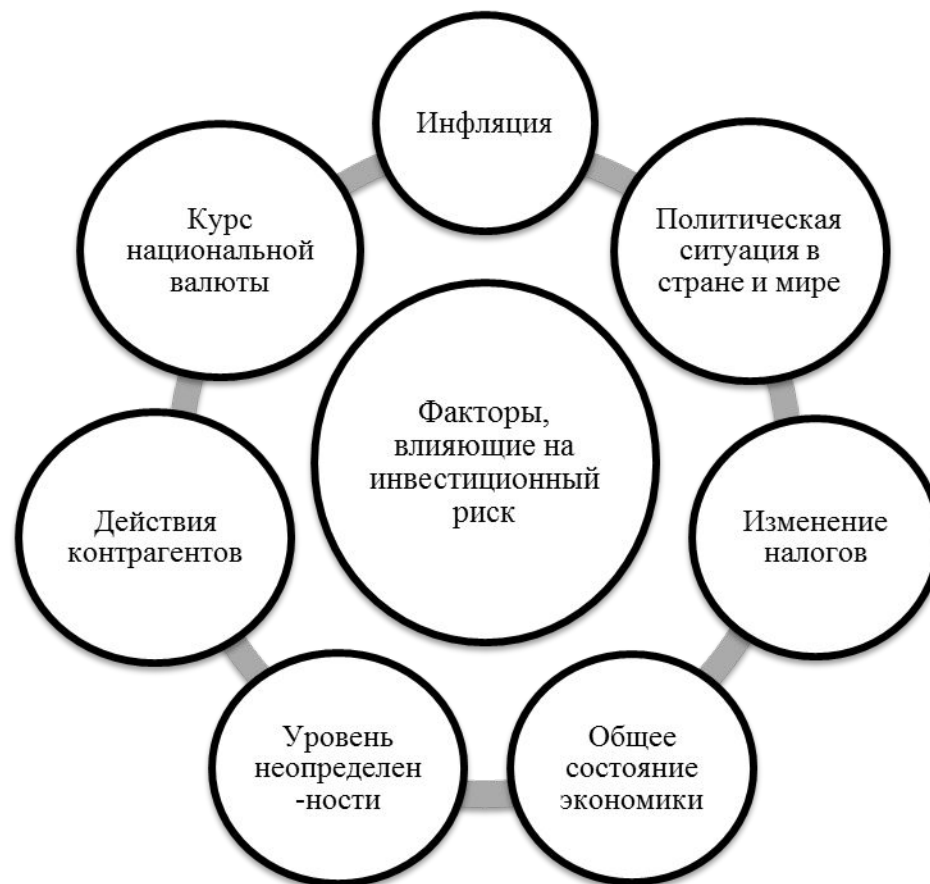 Инфляция
Политическая
ситуация в
стране и мире
Изменение
налогов
Общее
состояние
экономики
Уровень
неопределен
-ности
Действия
контрагентов
Курс
национальной
валюты
Факторы,
влияющие на
инвестиционный
риск